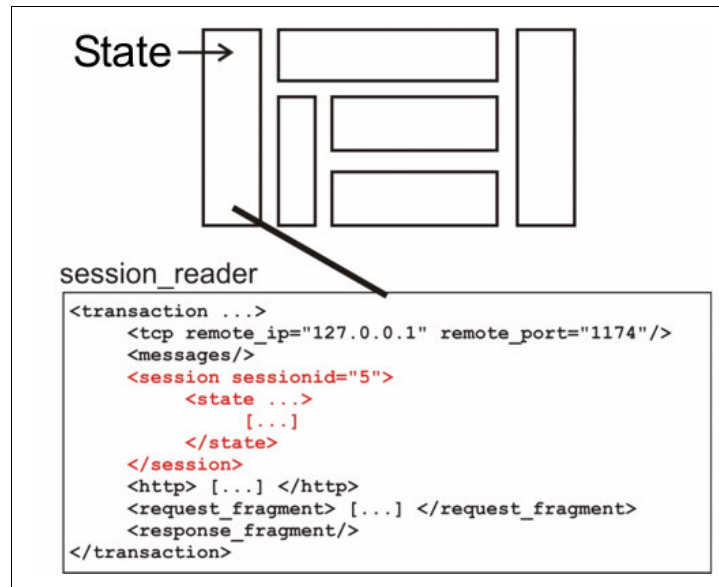 State
session_reader
<transaction ...>
<tcp remote_ip="127.0.0.1" remote_port="1174"/>
<messages/>
<session sessionid="5">
<state ...>
[...]
</state>
</session>
<http> [...] </http>
<request_fragment> [...] </request_fragment>
<response_fragment/>
</transaction>